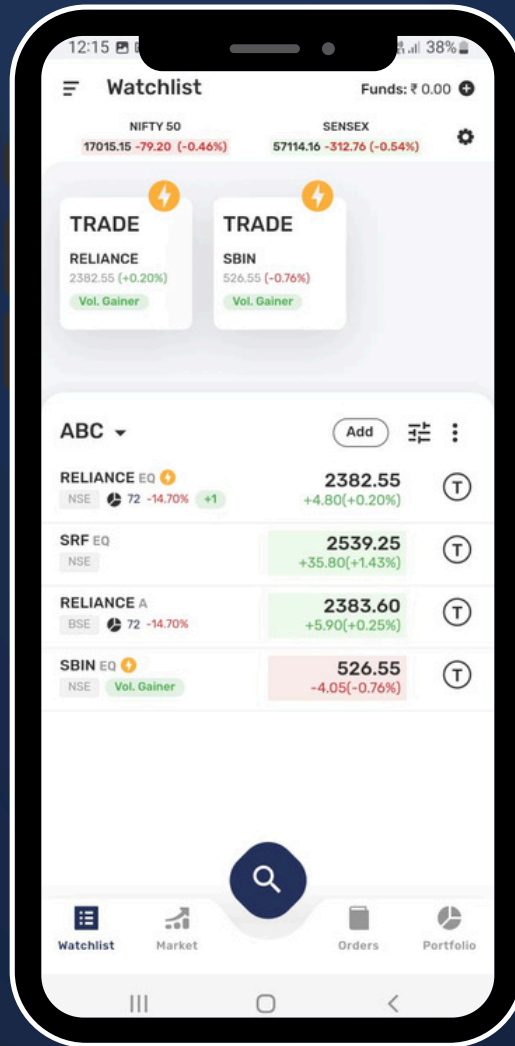 12:15 38%
Watchlist Funds: ₹ 0.00
NIFTY 50 SENSEX
17015.15 -79.20 (-0.46%) 57114.16 -312.76 (-0.54%)
TRADE
RELIANCE
2382.55 (+0.20%)
Vol. Gainer
TRADE
SBIN
526.55 (-0.76%)
Vol. Gainer
ABC Add
RELIANCE EQ 2382.55 T
NSE 72 -14.70% +1 +4.80(+0.20%)
SRF EQ 2539.25 T
NSE +35.80(+1.43%)
RELIANCE A 2383.60 T
BSE 72 -14.70% +5.90(+0.25%)
SBIN EQ 526.55 T
NSE Vol. Gainer -4.05(-0.76%)
Watchlist Market Orders Portfolio